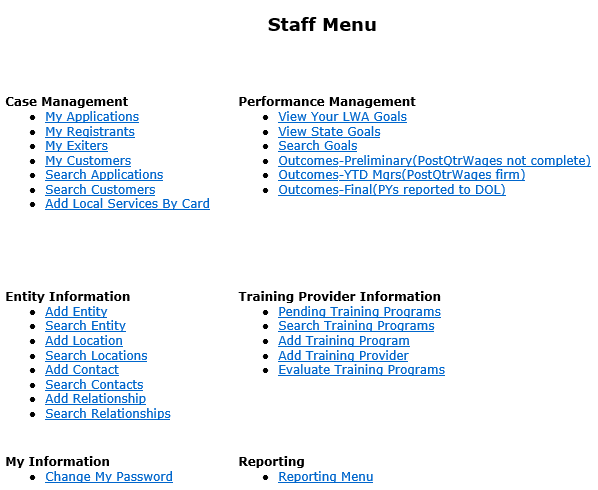 Staff Menu
Case Management
My Applications
My Registrants
My Exiters
My Customers
Search Applications
Search Customers
Add Local Services By Card
Performance Management
View Your LWA Goals
View State Goals
Search Goals
Outcomes-Preliminary(PostQtrWages not complete)
Outcomes-YTD Mgrs(PostQtrWages firm)
Outcomes-Final(PYs reported to DOL)
Entity Information
Add Entity
Search Entity
Add Location
Search Locations
Add Contact
Search Contacts
Add Relationship
Search Relationships
Training Provider Information
Pending Training Programs
Search Training Programs
Add Training Program
Add Training Provider
Evaluate Training Programs
My Information
Change My Password
Reporting
Reporting Menu